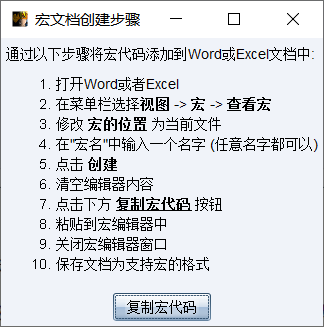 宏文档创建步骤
通过以下步骤将宏代码添加到Word或Excel文档中:
1. 打开Word或者Excel
2. 在菜单栏选择视图 -> 宏 -> 查看宏
3. 修改 宏的位置 为当前文件
4. 在"宏名"中输入一个名字 (任意名字都可以)
5. 点击 创建
6. 清空编辑器内容
7. 点击下方 复制宏代码 按钮
8. 粘贴到编辑器中
9. 关闭宏编辑器窗口
10. 保存文档为支持宏的格式
复制宏代码